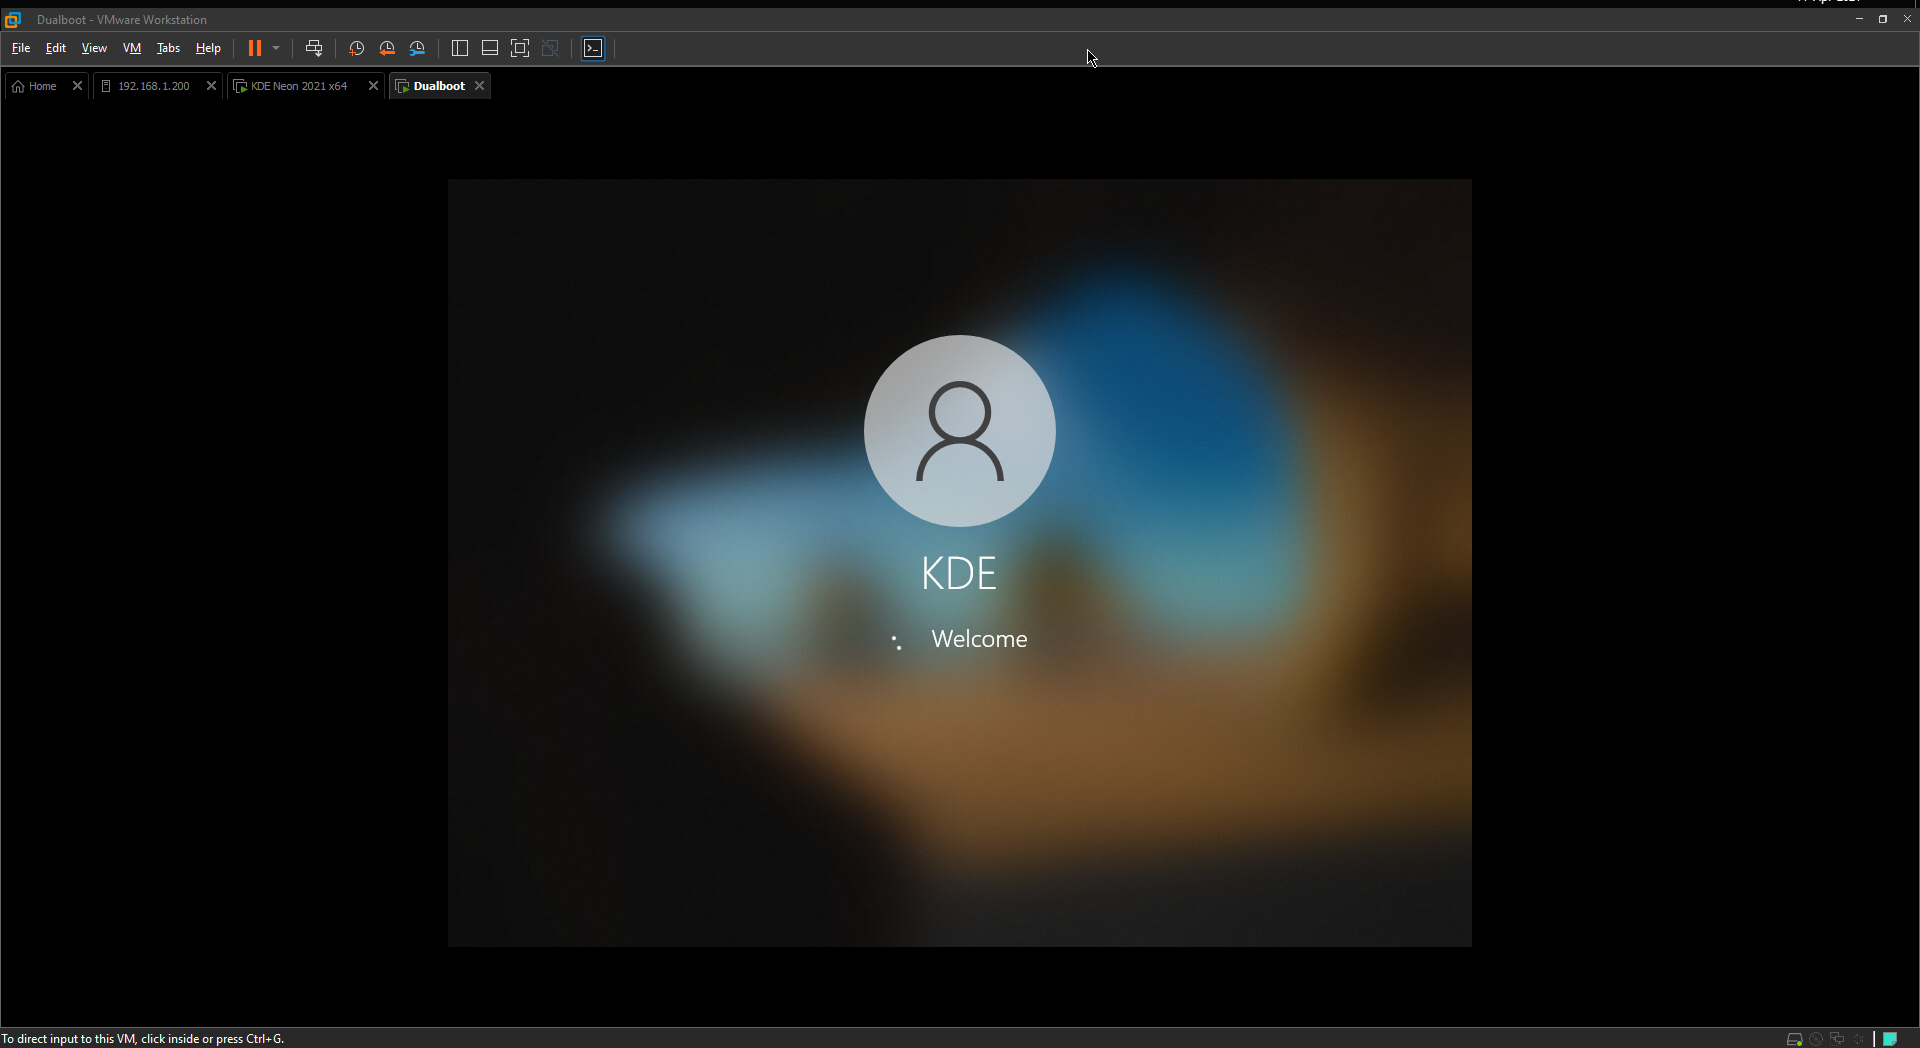 Dualboot - VMware Workstation
File Edit View VM Tabs Help
Home 192.168.1.200 KDE Neon 2021 x64 Dualboot
KDE
Welcome
To direct input to this VM, click inside or press Ctrl+G.